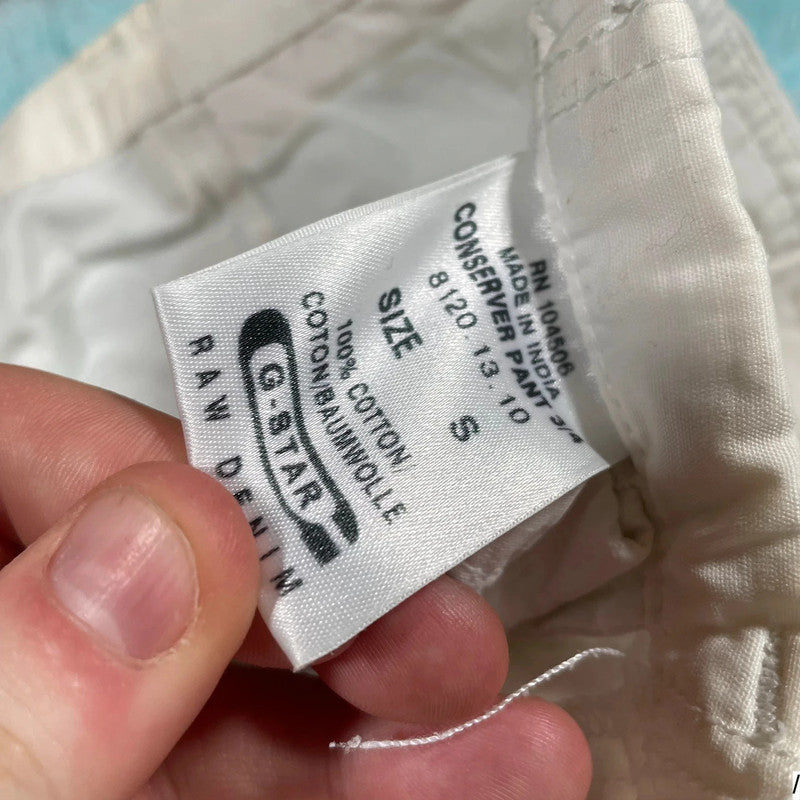 RN 104506
MADE IN INDIA
CONSERVER PANT 3/4
8120.13.10
SIZE S
100% COTTON/
COTON/BAUMWOLLE
G-STAR
RAW DENIM